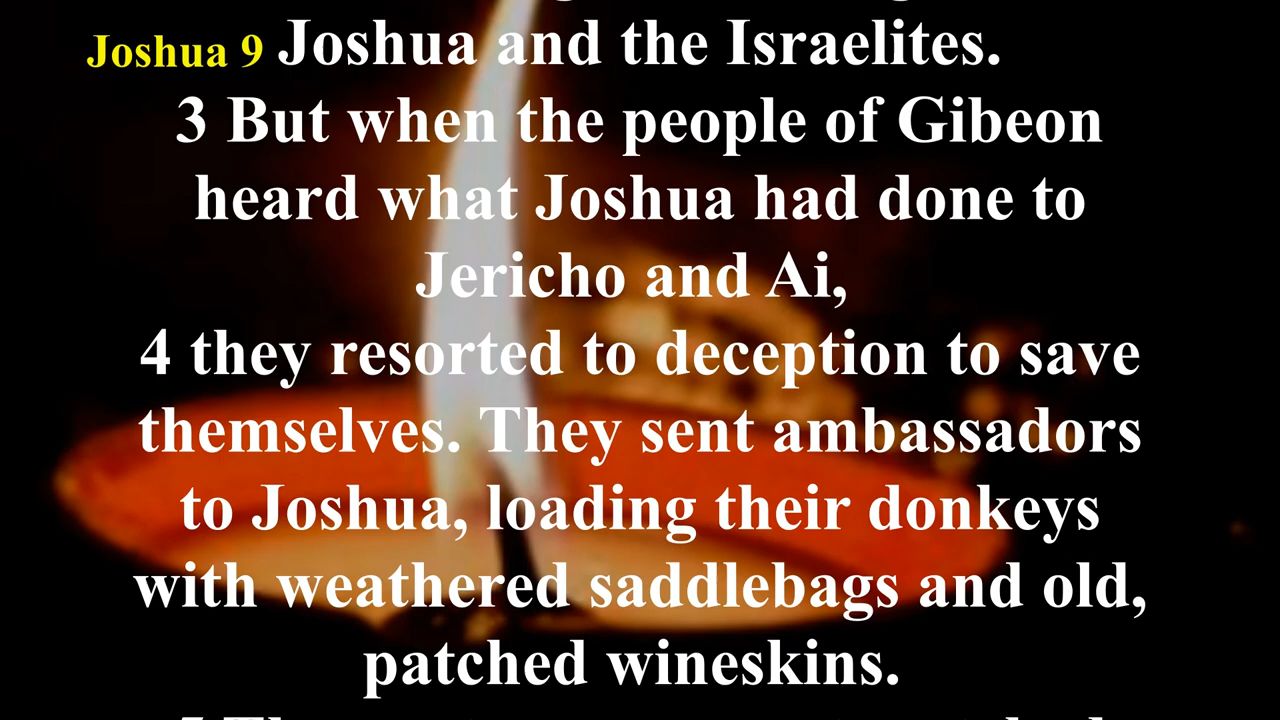 Joshua 9 Joshua and the Israelites.
3 But when the people of Gibeon
heard what Joshua had done to
Jericho and Ai,
4 they resorted to deception to save
themselves. They sent ambassadors
to Joshua, loading their donkeys
with weathered saddlebags and old,
patched wineskins.